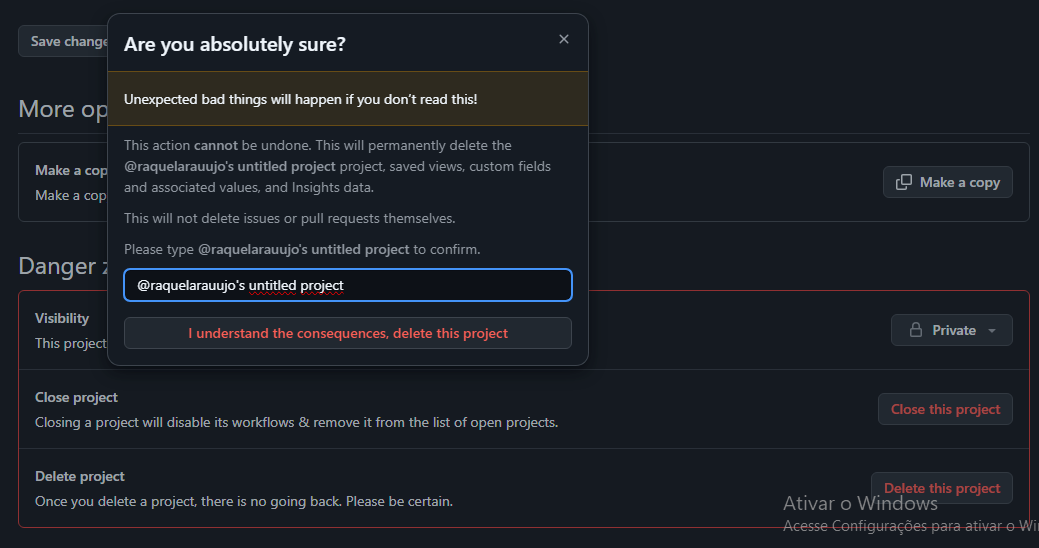 Save change
Are you absolutely sure?
Unexpected bad things will happen if you don't read this!
More op
This action cannot be undone. This will permanently delete the
@raquelarauujo's untitled project project, saved views, custom fields
and associated values, and Insights data.
Make a cop
Make a cop
Make a copy
This will not delete issues or pull requests themselves.
Please type @raquelarauujo's untitled project to confirm.
Danger z
@raquelarauujo's untitled project
I understand the consequences, delete this project
Visibility
This project
Private
Close project
Closing a project will disable its workflows & remove it from the list of open projects.
Close this project
Delete project
Once you delete a project, there is no going back. Please be certain.
Delete this project
Ativar o Windows
Acesse Configurações para ativar o Wi